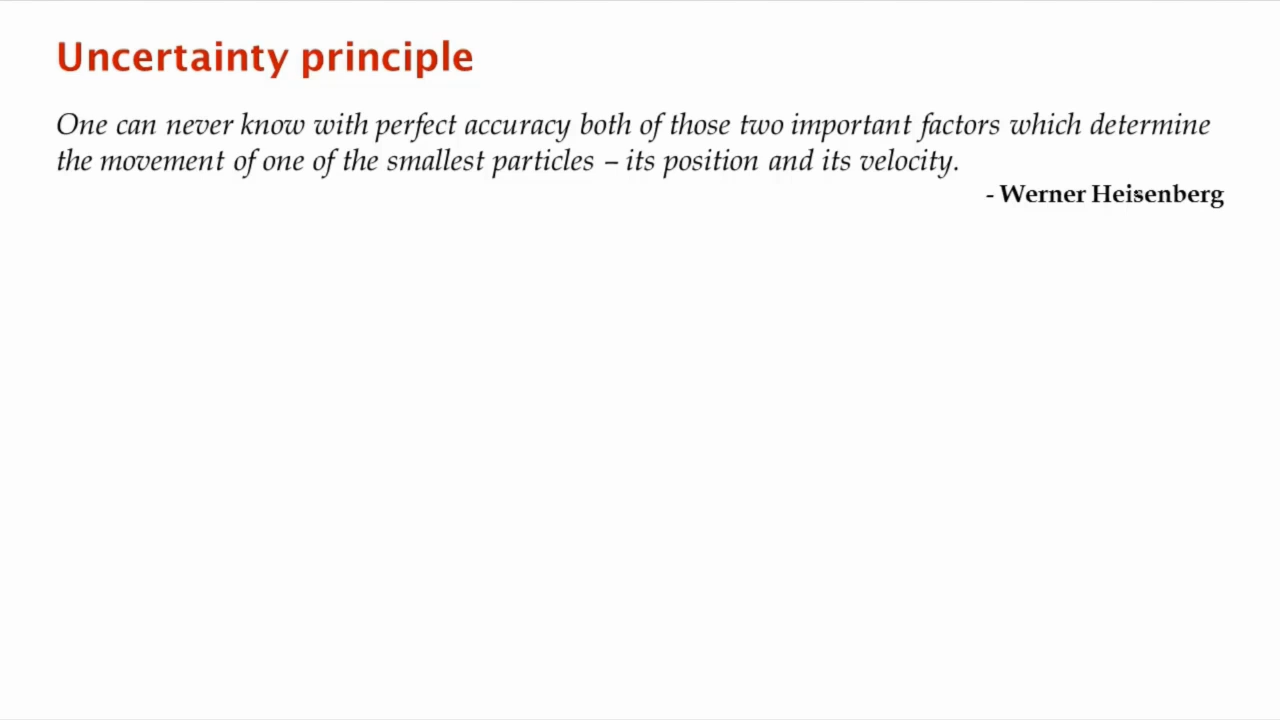 Uncertainty principle
One can never know with perfect accuracy both of those two important factors which determine
the movement of one of the smallest particles – its position and its velocity.
- Werner Heisenberg